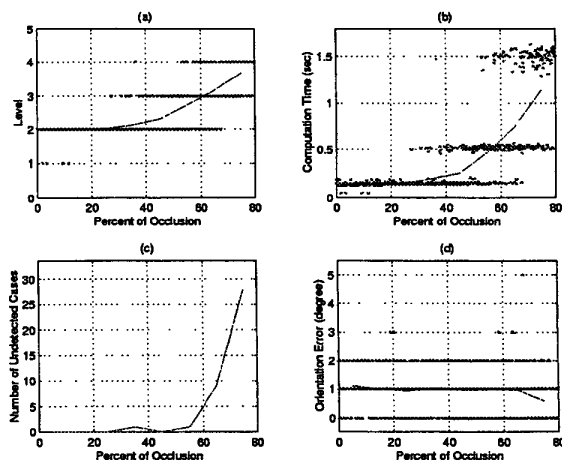 (a)
5
4
3
2
1
0
Level
0 20 40 60 80
Percent of Occlusion
(b)
1.5
1
0.5
0
Computation Time (sec)
0 20 40 60 80
Percent of Occlusion
(c)
30
25
20
15
10
5
0
Number of Undetected Cases
0 20 40 60 80
Percent of Occlusion
(d)
5
4
3
2
1
0
Orientation Error (degree)
0 20 40 60 80
Percent of Occlusion